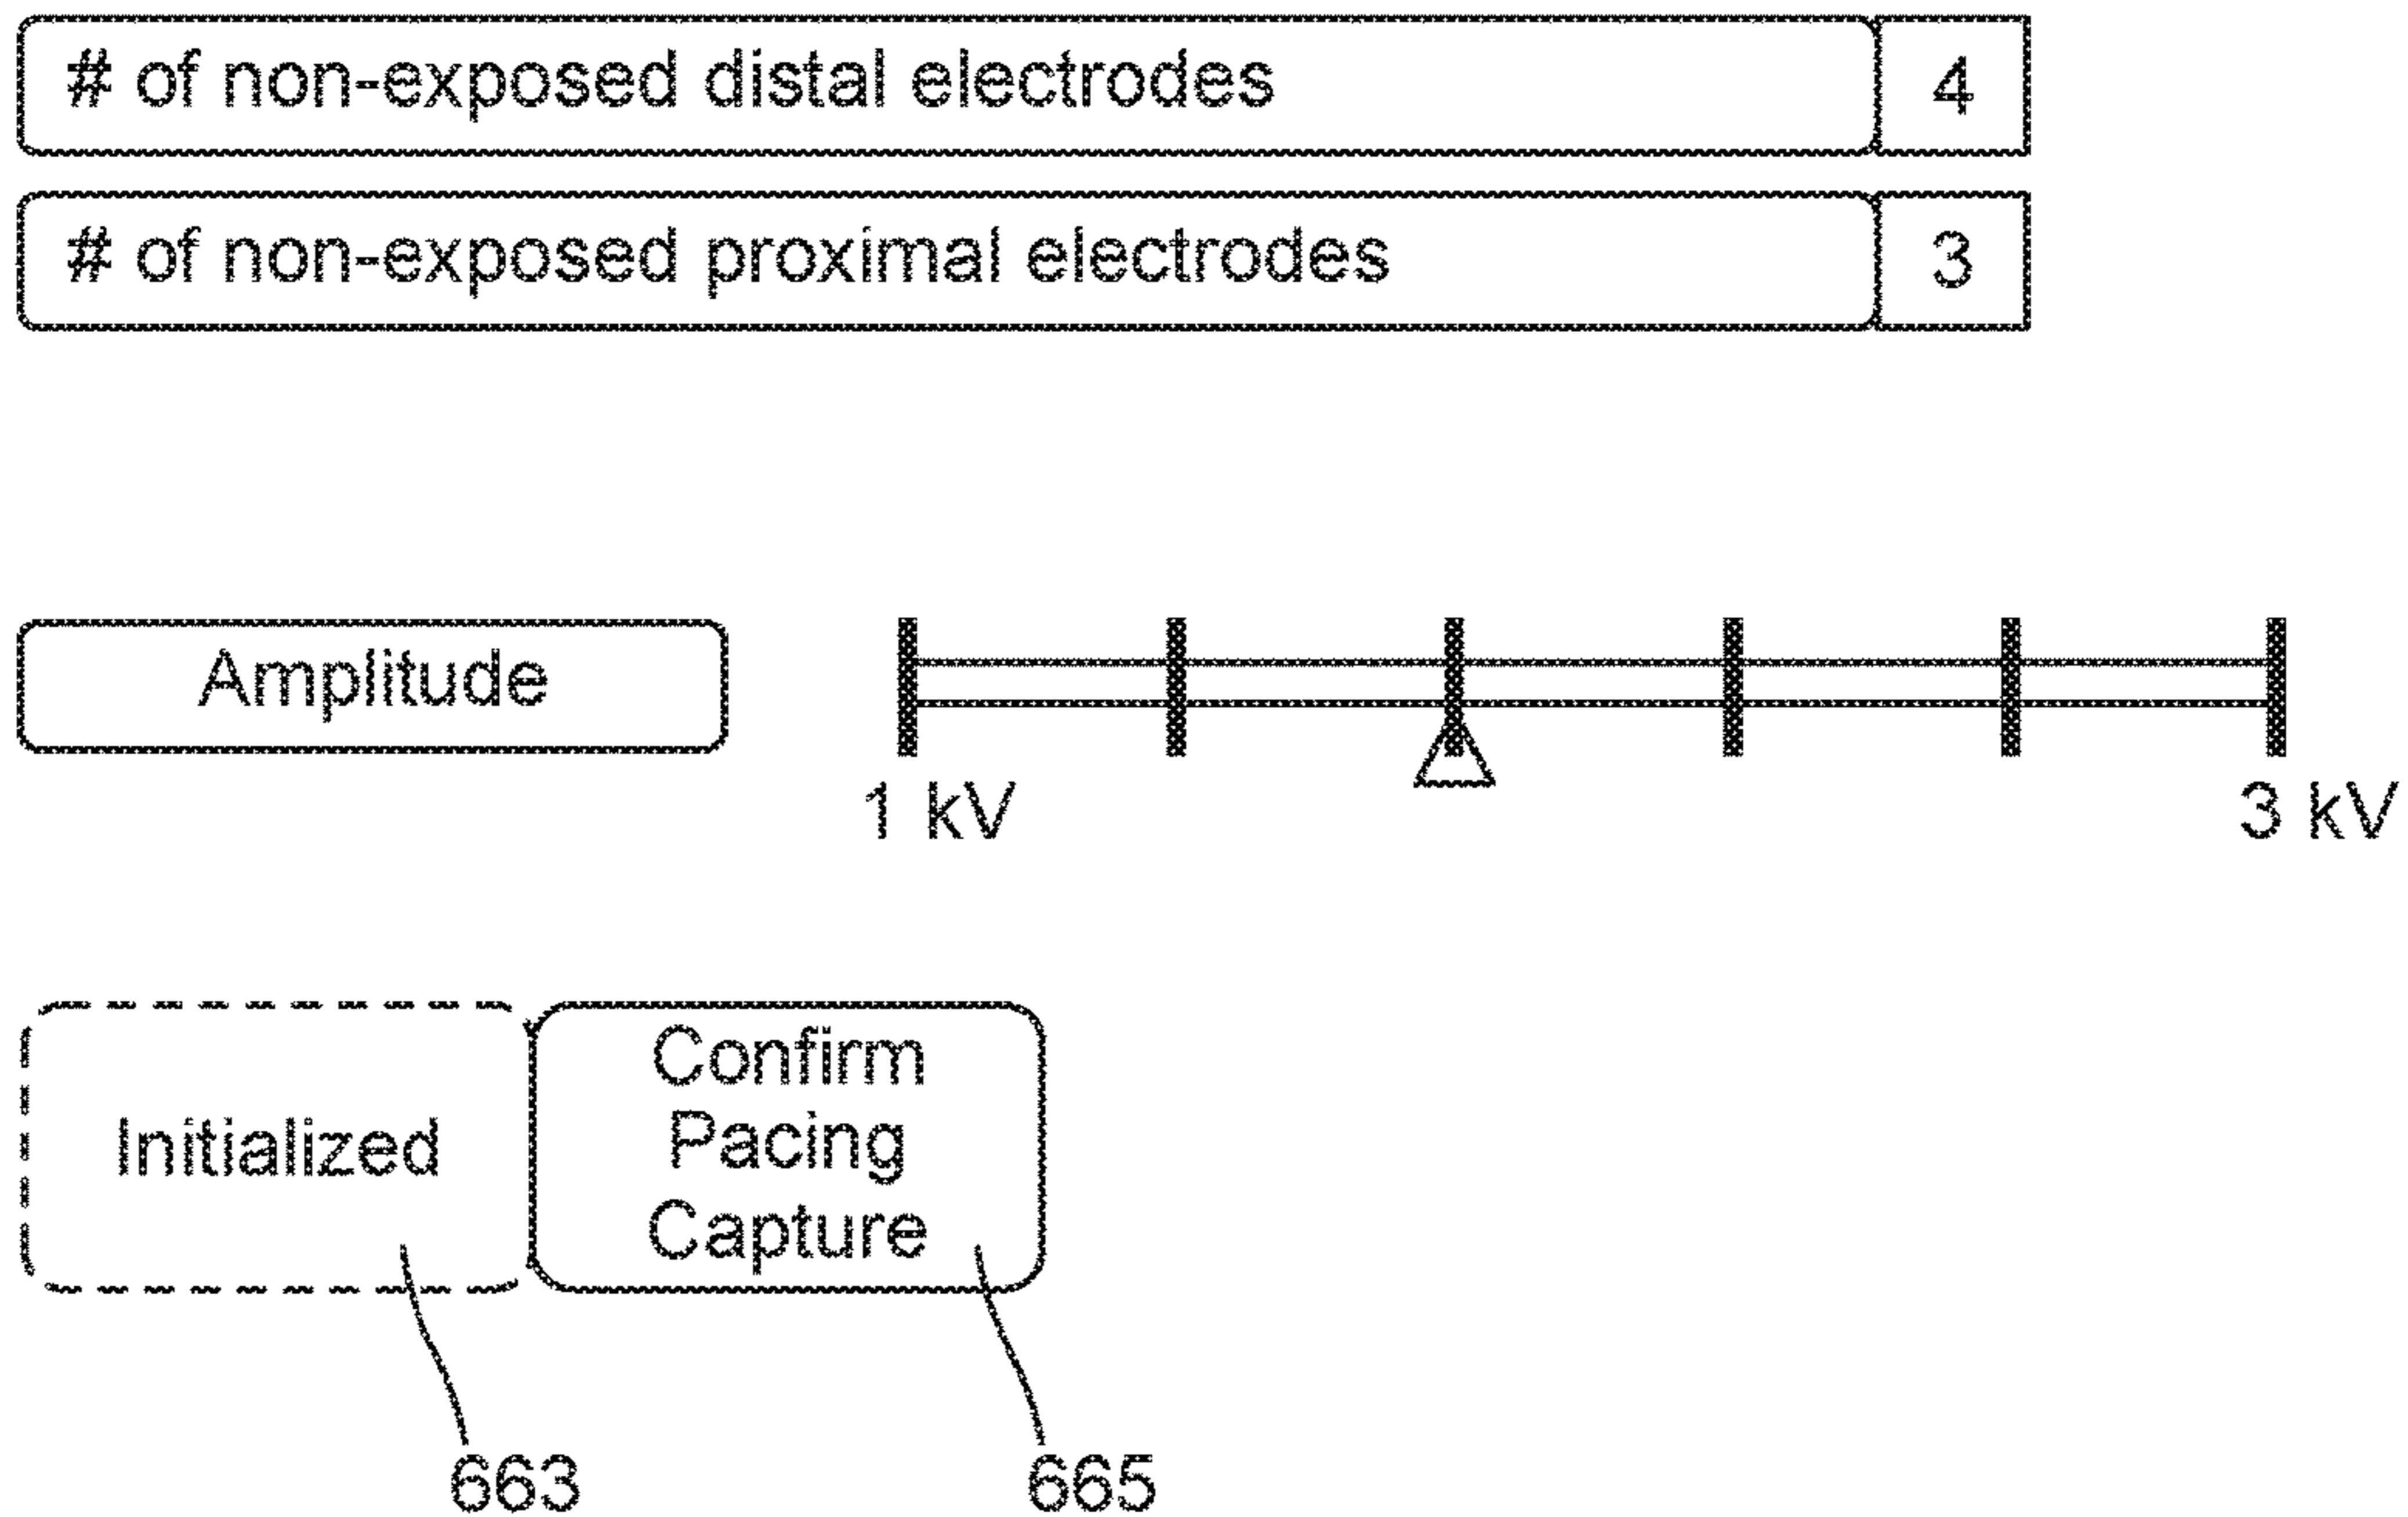 # of non-exposed distal electrodes 4
# of non-exposed proximal electrodes 3
Amplitude
1 kV 3 kV
Initialized
Confirm
Pacing
Capture
663 665